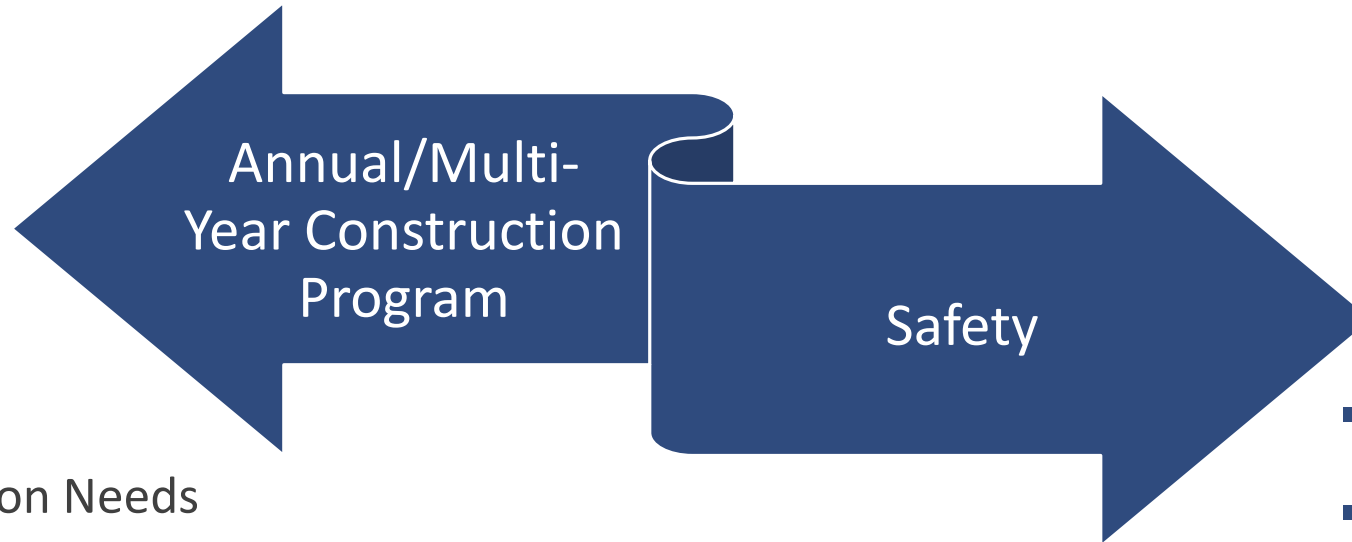 Annual/Multi-
Year Construction
Program
Safety
on Needs